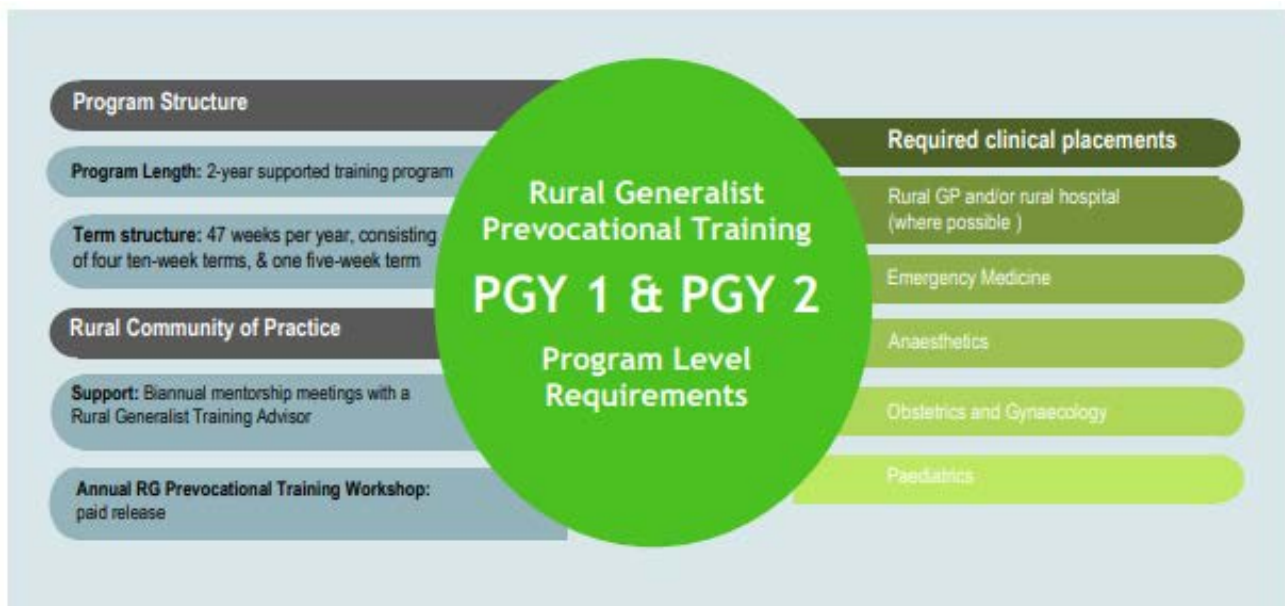 Program Structure
Program Length: 2-year supported training program
Term structure: 47 weeks per year, consisting
of four ten-week terms, & one five-week term
Rural Community of Practice
Support: Biannual mentorship meetings with a
Rural Generalist Training Advisor
Annual RG Prevocational Training Workshop:
paid release
Rural Generalist
Prevocational Training
PGY 1 & PGY 2
Program Level
Requirements
Required clinical placements
Rural GP and/or rural hospital
(where possible )
Emergency Medicine
Anaesthetics
Obstetrics and Gynaecology
Paediatrics